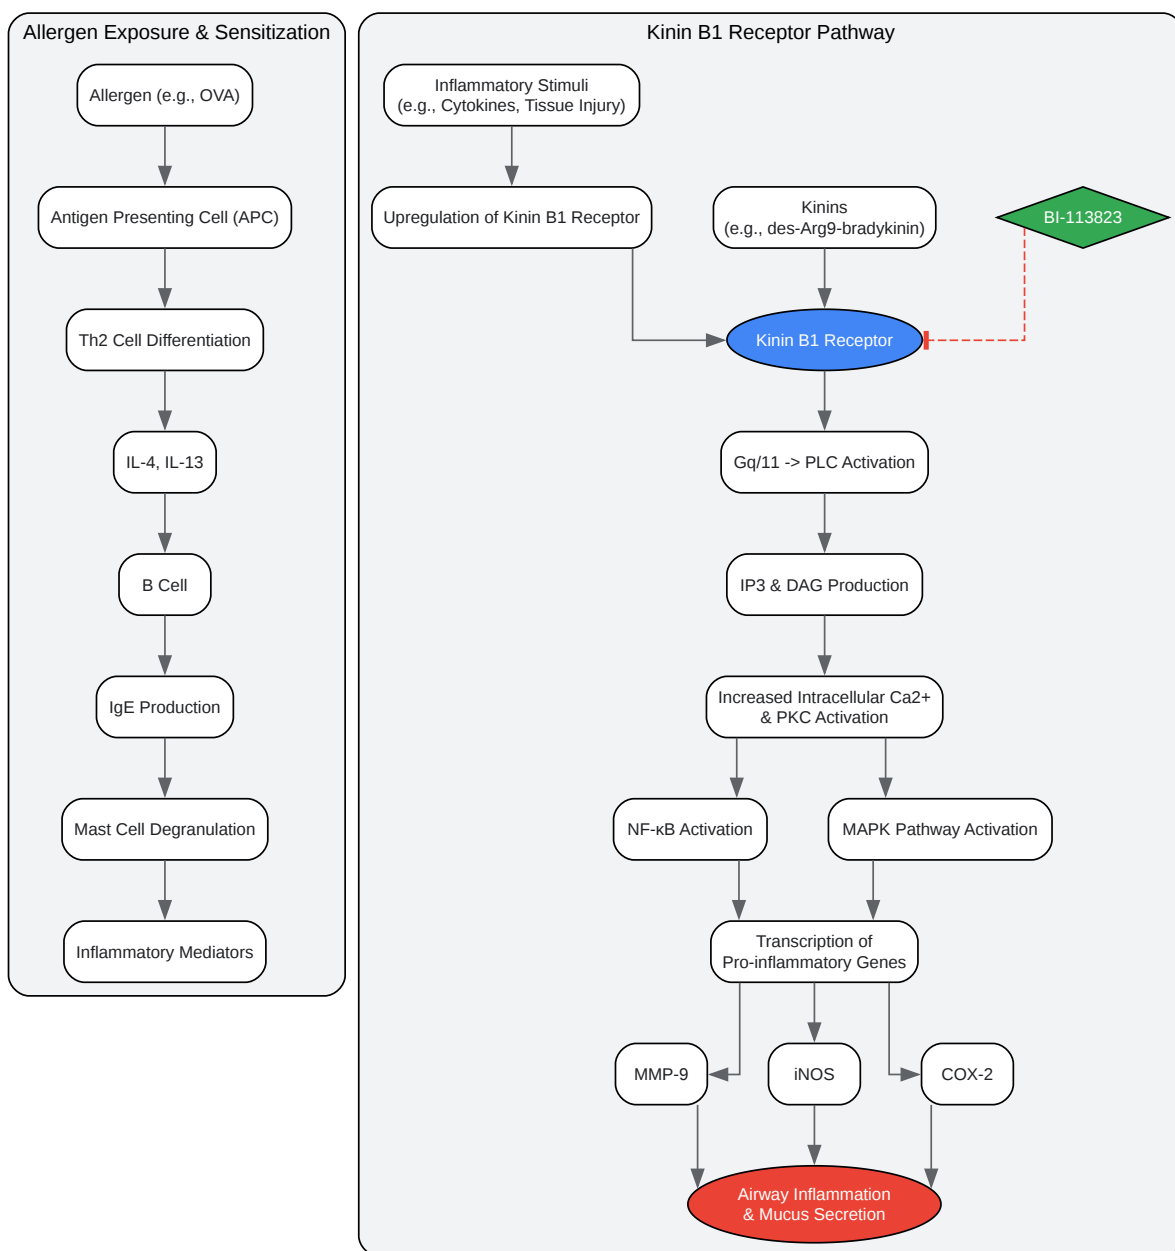 Allergen Exposure & Sensitization
Allergen (e.g., OVA)
Antigen Presenting Cell (APC)
Th2 Cell Differentiation
IL-4, IL-13
B Cell
IgE Production
Mast Cell Degranulation
Inflammatory Mediators
Kinin B1 Receptor Pathway
Inflammatory Stimuli
(e.g., Cytokines, Tissue Injury)
Upregulation of Kinin B1 Receptor
Kinins
(e.g., des-Arg9-bradykinin)
BI-113823
Kinin B1 Receptor
Gq/11 -> PLC Activation
IP3 & DAG Production
Increased Intracellular Ca2+
& PKC Activation
NF-κB Activation
MAPK Pathway Activation
Transcription of
Pro-inflammatory Genes
MMP-9
iNOS
COX-2
Airway Inflammation
& Mucus Secretion